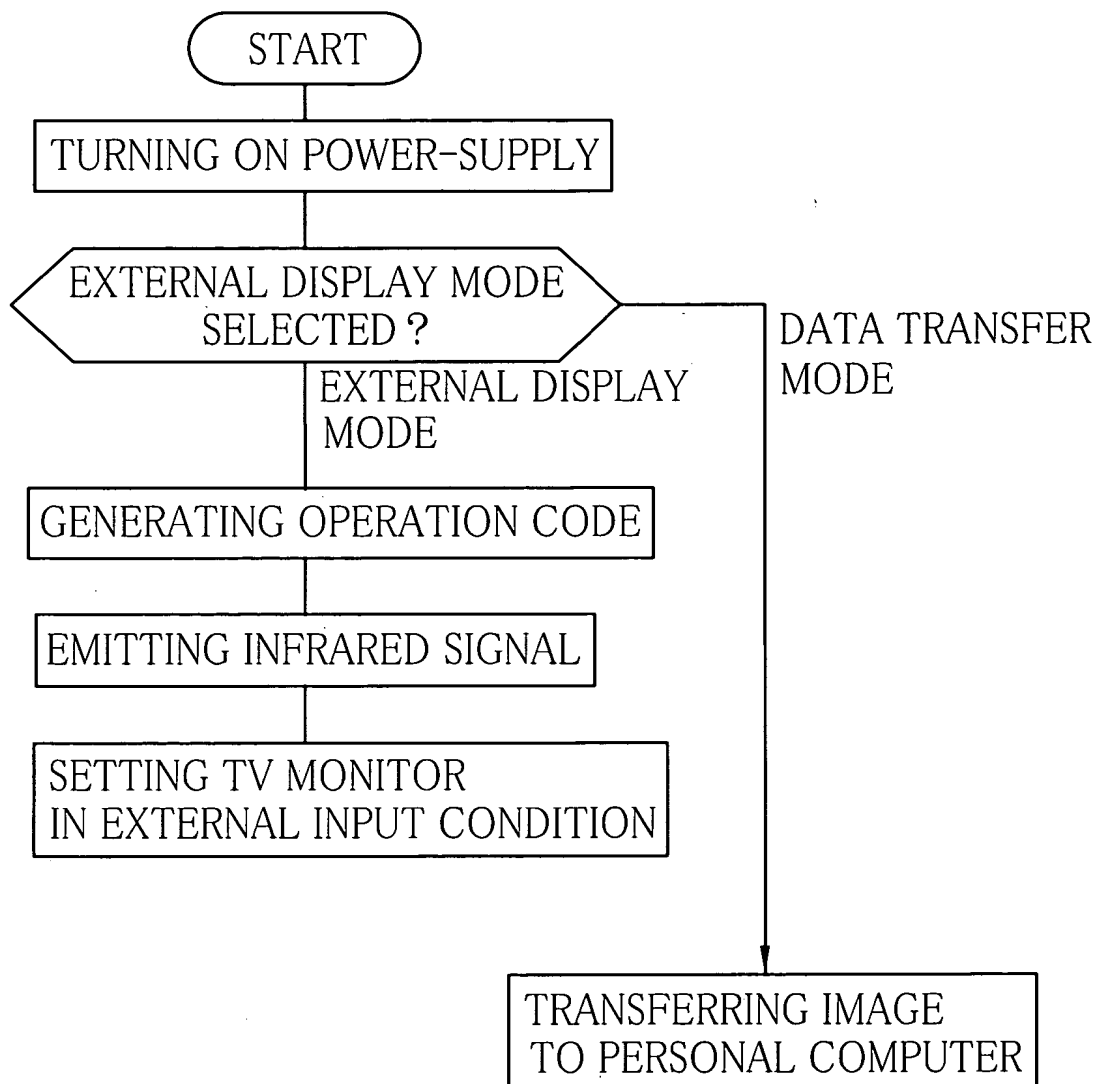 START
TURNING ON POWER-SUPPLY
EXTERNAL DISPLAY MODE
SELECTED ?
DATA TRANSFER
MODE
EXTERNAL DISPLAY
MODE
GENERATING OPERATION CODE
EMITTING INFRARED SIGNAL
SETTING TV MONITOR
IN EXTERNAL INPUT CONDITION
TRANSFERRING IMAGE
TO PERSONAL COMPUTER